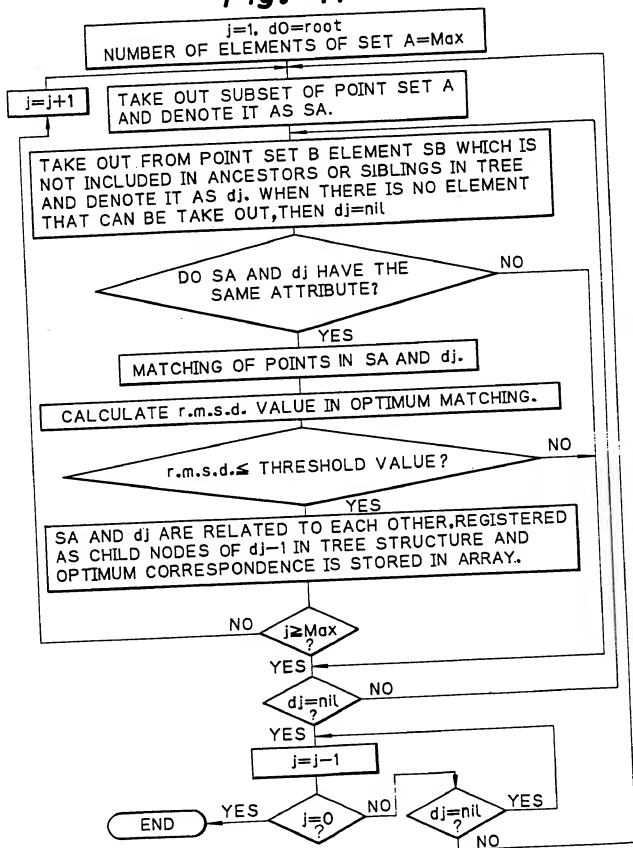 j=1, d0=root
NUMBER OF ELEMENTS OF SET A=Max
j=j+1
TAKE OUT SUBSET OF POINT SET A
AND DENOTE IT AS SA.
TAKE OUT FROM POINT SET B ELEMENT SB WHICH IS
NOT INCLUDED IN ANCESTORS OR SIBLINGS IN TREE
AND DENOTE IT AS dj. WHEN THERE IS NO ELEMENT
THAT CAN BE TAKE OUT, THEN dj=nil
DO SA AND dj HAVE THE
SAME ATTRIBUTE?
NO
YES
MATCHING OF POINTS IN SA AND dj.
CALCULATE r.m.s.d. VALUE IN OPTIMUM MATCHING.
r.m.s.d.≦ THRESHOLD VALUE?
NO
YES
SA AND dj ARE RELATED TO EACH OTHER, REGISTERED
AS CHILD NODES OF dj-1 IN TREE STRUCTURE AND
OPTIMUM CORRESPONDENCE IS STORED IN ARRAY.
NO
j≧Max
?
YES
dj=nil
?
NO
YES
j=j-1
END
YES
j=0
?
NO
dj=nil
?
YES
NO